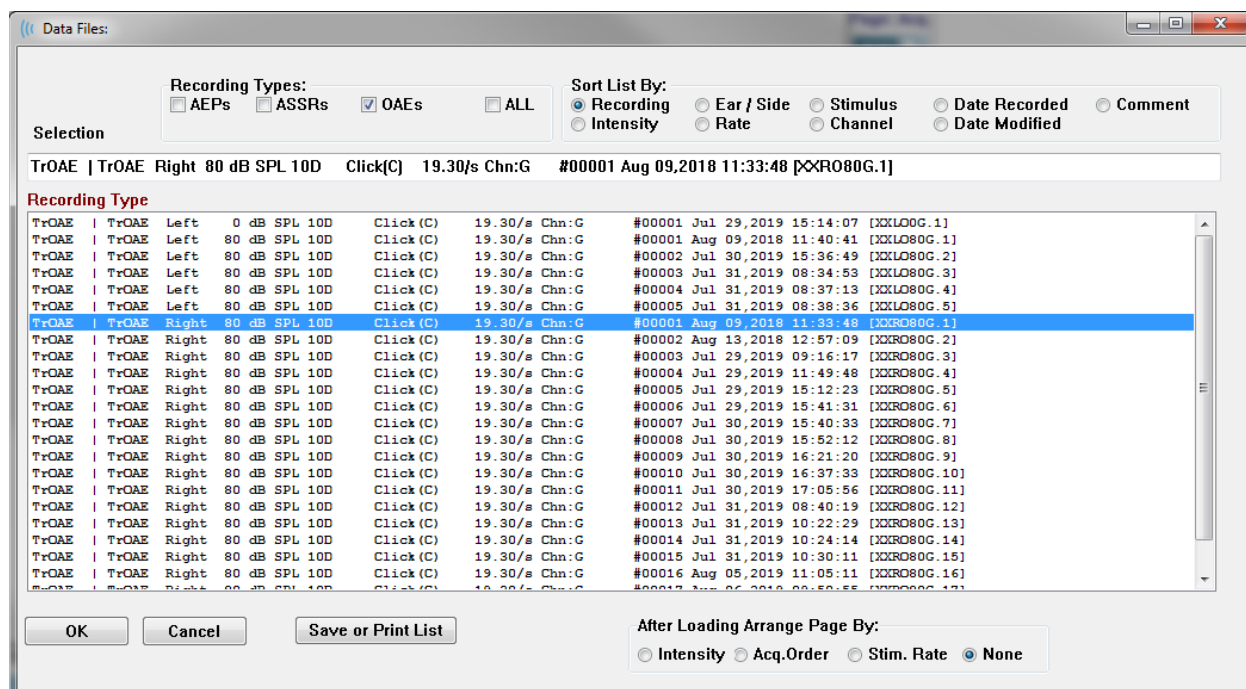 Data Files:
Recording Types:
AEPs ASSRs OAEs ALL
Sort List By:
Recording Ear / Side Stimulus Date Recorded Comment
Intensity Rate Channel Date Modified
Selection
TrOAE | TrOAE Right 80 dB SPL 10D Click(C) 19.30/s Chn:G #00001 Aug 09,2018 11:33:48 [XXRO80G.1]
Recording Type
TrOAE | TrOAE Left 0 dB SPL 10D Click(C) 19.30/s Chn:G #00001 Jul 29,2019 15:14:07 [XXLO0G.1]
TrOAE | TrOAE Left 80 dB SPL 10D Click(C) 19.30/s Chn:G #00001 Aug 09,2018 11:40:41 [XXLO80G.1]
TrOAE | TrOAE Left 80 dB SPL 10D Click(C) 19.30/s Chn:G #00002 Jul 30,2019 15:36:49 [XXLO80G.2]
TrOAE | TrOAE Left 80 dB SPL 10D Click(C) 19.30/s Chn:G #00003 Jul 31,2019 08:34:53 [XXLO80G.3]
TrOAE | TrOAE Left 80 dB SPL 10D Click(C) 19.30/s Chn:G #00004 Jul 31,2019 08:37:13 [XXLO80G.4]
TrOAE | TrOAE Left 80 dB SPL 10D Click(C) 19.30/s Chn:G #00005 Jul 31,2019 08:38:36 [XXLO80G.5]
TrOAE | TrOAE Right 80 dB SPL 10D Click(C) 19.30/s Chn:G #00001 Aug 09,2018 11:33:48 [XXRO80G.1]
TrOAE | TrOAE Right 80 dB SPL 10D Click(C) 19.30/s Chn:G #00002 Aug 13,2018 12:57:09 [XXRO80G.2]
TrOAE | TrOAE Right 80 dB SPL 10D Click(C) 19.30/s Chn:G #00003 Jul 29,2019 09:16:17 [XXRO80G.3]
TrOAE | TrOAE Right 80 dB SPL 10D Click(C) 19.30/s Chn:G #00004 Jul 29,2019 11:49:48 [XXRO80G.4]
TrOAE | TrOAE Right 80 dB SPL 10D Click(C) 19.30/s Chn:G #00005 Jul 29,2019 15:12:23 [XXRO80G.5]
TrOAE | TrOAE Right 80 dB SPL 10D Click(C) 19.30/s Chn:G #00006 Jul 29,2019 15:41:31 [XXRO80G.6]
TrOAE | TrOAE Right 80 dB SPL 10D Click(C) 19.30/s Chn:G #00007 Jul 30,2019 15:40:33 [XXRO80G.7]
TrOAE | TrOAE Right 80 dB SPL 10D Click(C) 19.30/s Chn:G #00008 Jul 30,2019 15:52:12 [XXRO80G.8]
TrOAE | TrOAE Right 80 dB SPL 10D Click(C) 19.30/s Chn:G #00009 Jul 30,2019 16:21:20 [XXRO80G.9]
TrOAE | TrOAE Right 80 dB SPL 10D Click(C) 19.30/s Chn:G #00010 Jul 30,2019 16:37:33 [XXRO80G.10]
TrOAE | TrOAE Right 80 dB SPL 10D Click(C) 19.30/s Chn:G #00011 Jul 30,2019 17:05:56 [XXRO80G.11]
TrOAE | TrOAE Right 80 dB SPL 10D Click(C) 19.30/s Chn:G #00012 Jul 31,2019 08:40:19 [XXRO80G.12]
TrOAE | TrOAE Right 80 dB SPL 10D Click(C) 19.30/s Chn:G #00013 Jul 31,2019 10:22:29 [XXRO80G.13]
TrOAE | TrOAE Right 80 dB SPL 10D Click(C) 19.30/s Chn:G #00014 Jul 31,2019 10:24:14 [XXRO80G.14]
TrOAE | TrOAE Right 80 dB SPL 10D Click(C) 19.30/s Chn:G #00015 Jul 31,2019 10:30:11 [XXRO80G.15]
TrOAE | TrOAE Right 80 dB SPL 10D Click(C) 19.30/s Chn:G #00016 Aug 05,2019 11:05:11 [XXRO80G.16]
OK Cancel Save or Print List
After Loading Arrange Page By:
Intensity Acq.Order Stim. Rate None